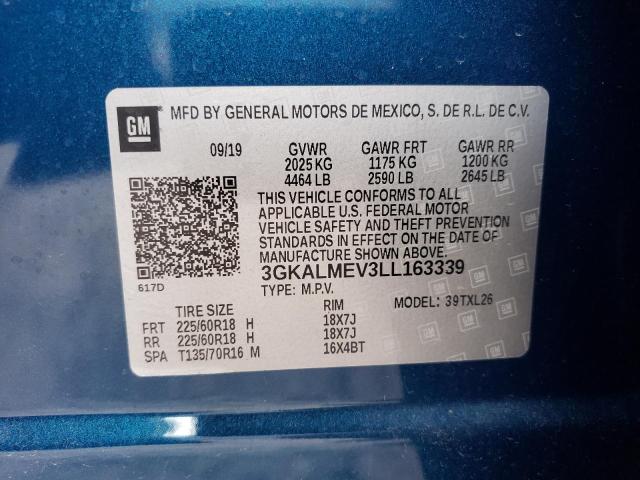 GM MFD BY GENERAL MOTORS DE MEXICO, S. DE R.L. DE C.V.
09/19 GVWR GAWR FRT GAWR RR
2025 KG 1175 KG 1200 KG
4464 LB 2590 LB 2645 LB
THIS VEHICLE CONFORMS TO ALL
APPLICABLE U.S. FEDERAL MOTOR
VEHICLE SAFETY AND THEFT PREVENTION
STANDARDS IN EFFECT ON THE DATE OF
MANUFACTURE SHOWN ABOVE.
617D 3GKALMEV3LL163339
TYPE: M.P.V. MODEL: 39TXL26
TIRE SIZE RIM
FRT 225/60R18 H 18X7J
RR 225/60R18 H 18X7J
SPA T135/70R16 M 16X4BT